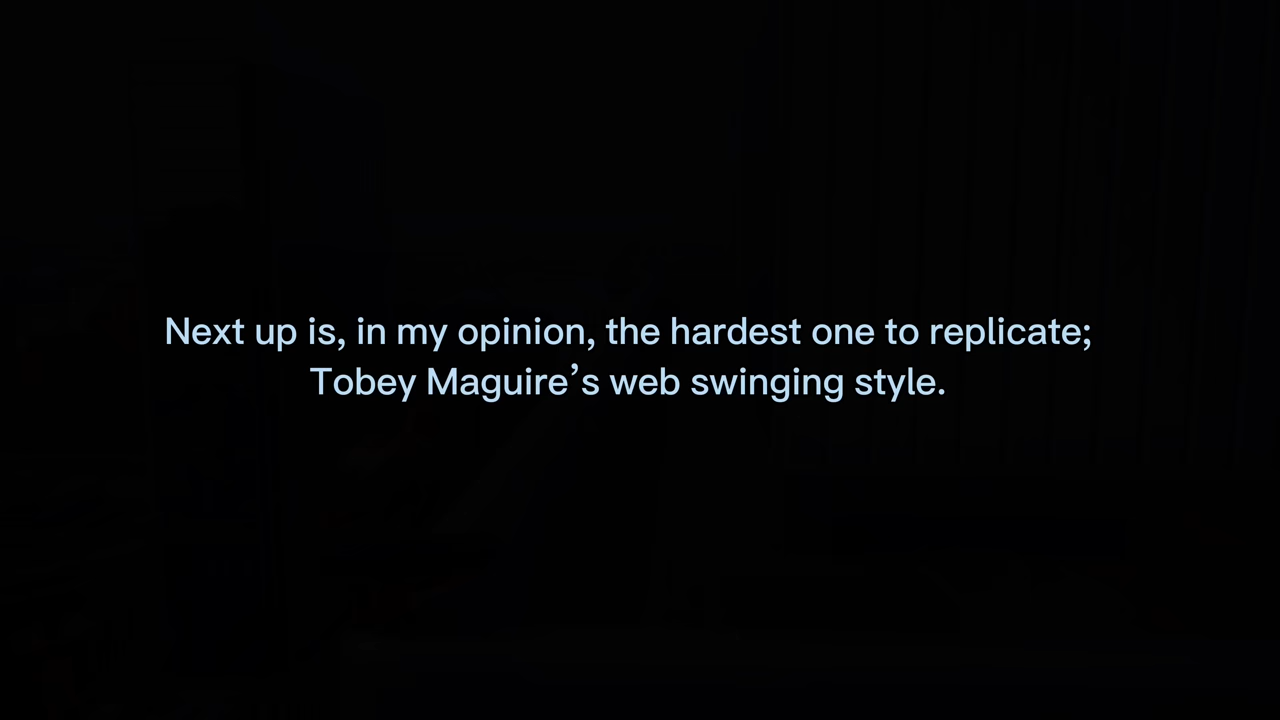 Next up is, in my opinion, the hardest one to replicate;
Tobey Maguire’s web swinging style.